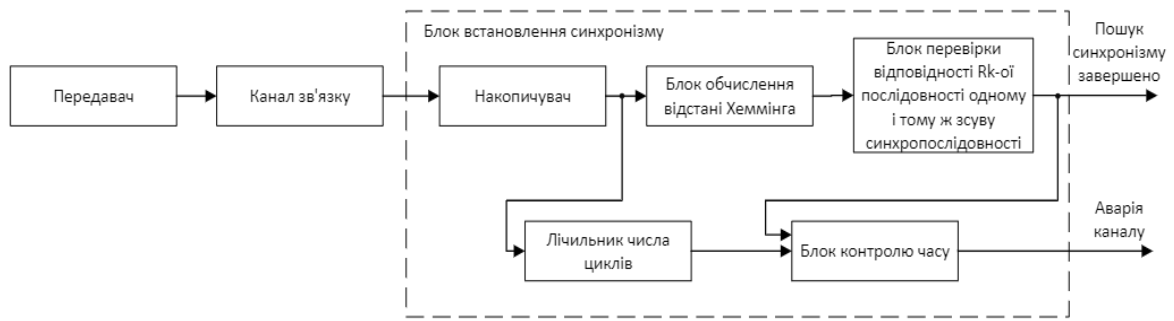 Блок встановлення синхронізму
Передавач
Канал зв'язку
Накопичувач
Блок обчислення
відстані Хеммінга
Блок перевірки
відповідності Rk-ої
послідовності одному
і тому ж зсуву
синхропослідовності
Пошук
синхронізму
завершено
Лічильник числа
циклів
Блок контролю часу
Аварія
каналу